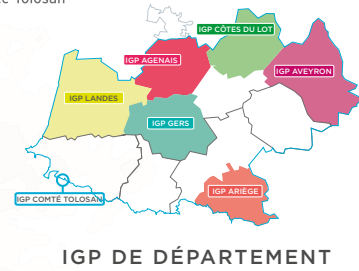 Tolosan
IGP CÔTES DU LOT
IGP AGENAIS
IGP AVEYRON
IGP LANDES
IGP GERS
IGP ARIÈGE
IGP COMTÉ TOLOSAN
IGP DE DÉPARTEMENT